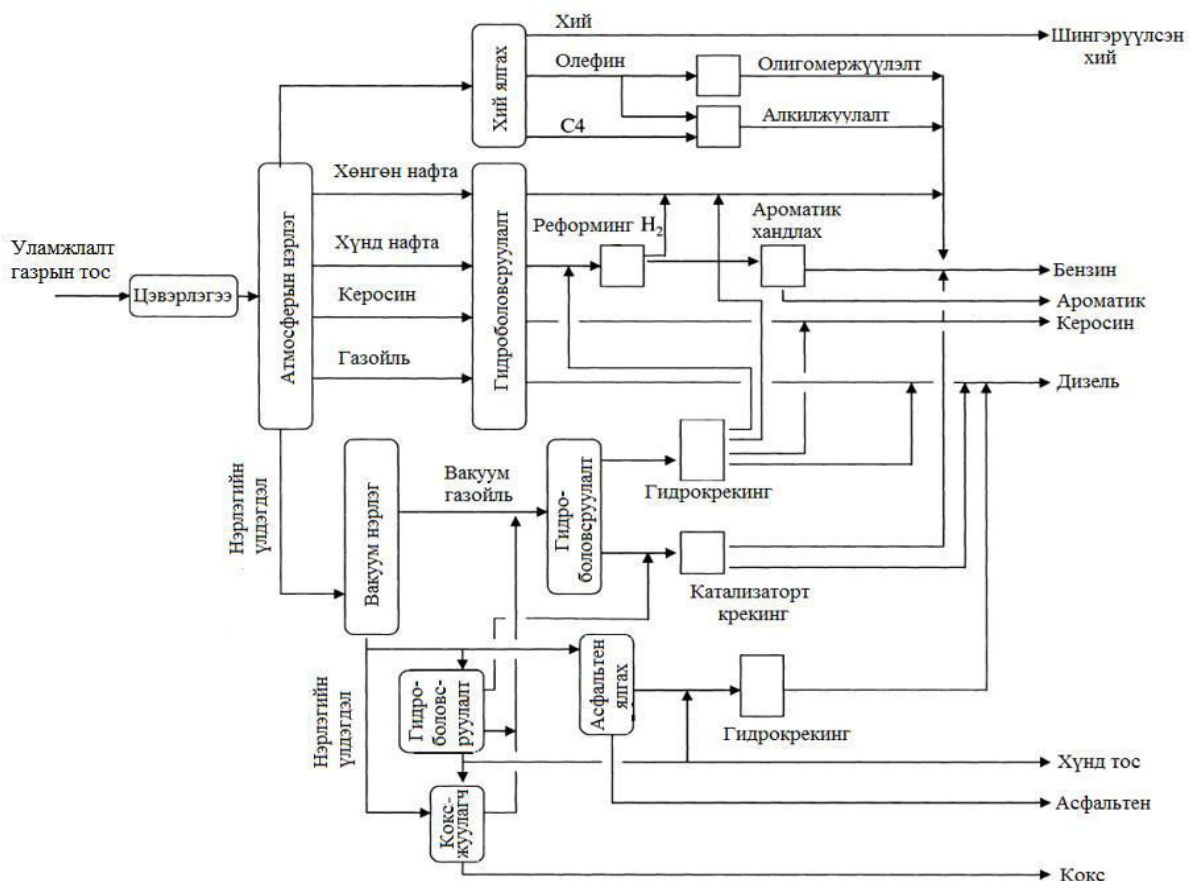 Хий
Шингэрүүлсэн
хий
Хий ялгах
Олефин
Олигомержүүлэлт
С4
Алкилжуулалт
Уламжлалт
газрын тос
Цэвэрлэгээ
Атмосферын нэрлэг
Хөнгөн нафта
Хүнд нафта
Керосин
Газойль
Гидроболовсруулалт
Реформинг H2
Ароматик
хандлах
Бензин
Ароматик
Керосин
Дизель
Нэрлэгийн
үлдэгдэл
Вакуум нэрлэг
Вакуум
газойль
Гидро-
боловсруулалт
Гидрокрекинг
Катализаторт
крекинг
Нэрлэгийн
үлдэгдэл
Гидро-
боловс-
руулалт
Асфальтен
ялгах
Гидрокрекинг
Хүнд тос
Асфальтен
Кокс-
жуулагч
Кокс